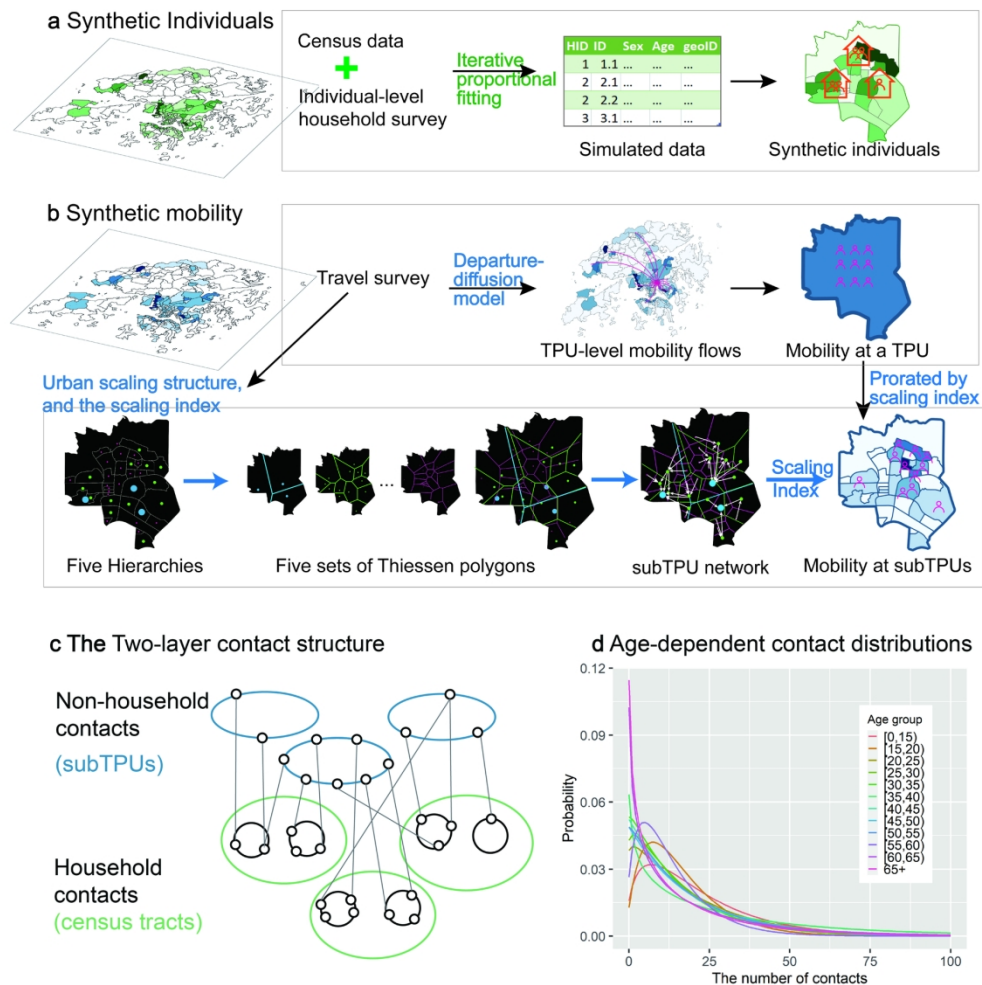 a Synthetic Individuals
Census data
Individual-level
household survey
Iterative
proportional
fitting
HID ID Sex Age geoID
1 1.1 ... ... ...
2 2.1 ... ... ...
2 2.2 ... ... ...
3 3.1 ... ... ...
Simulated data
Synthetic individuals
b Synthetic mobility
Travel survey
Departure-
diffusion
model
TPU-level mobility flows
Mobility at a TPU
Urban scaling structure,
and the scaling index
Prorated by
scaling index
...
Scaling
Index
Five Hierarchies
Five sets of Thiessen polygons
subTPU network
Mobility at subTPUs
c The Two-layer contact structure
Non-household
contacts
(subTPUs)
Household
contacts
(census tracts)
d Age-dependent contact distributions
0.12
0.09
0.06
0.03
0.00
Probability
Age group
[0,15)
[15,20)
[20,25)
[25,30)
[30,35)
[35,40)
[40,45)
[45,50)
[50,55)
[55,60)
[60,65)
65+
0 25 50 75 100
The number of contacts